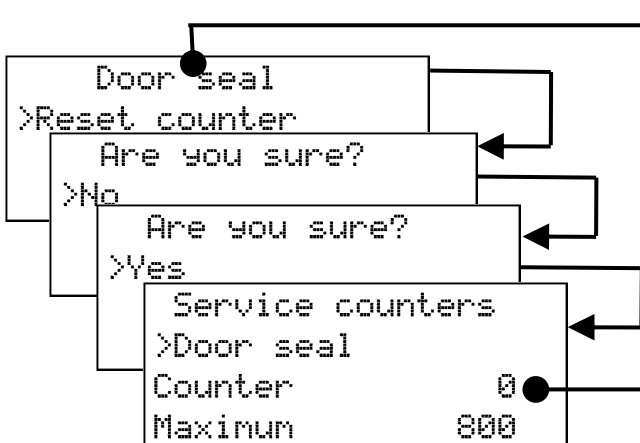 Door seal
>Reset counter
Are you sure?
>No
Are you sure?
>Yes
Service counters
>Door seal
Counter 0
Maximum 800